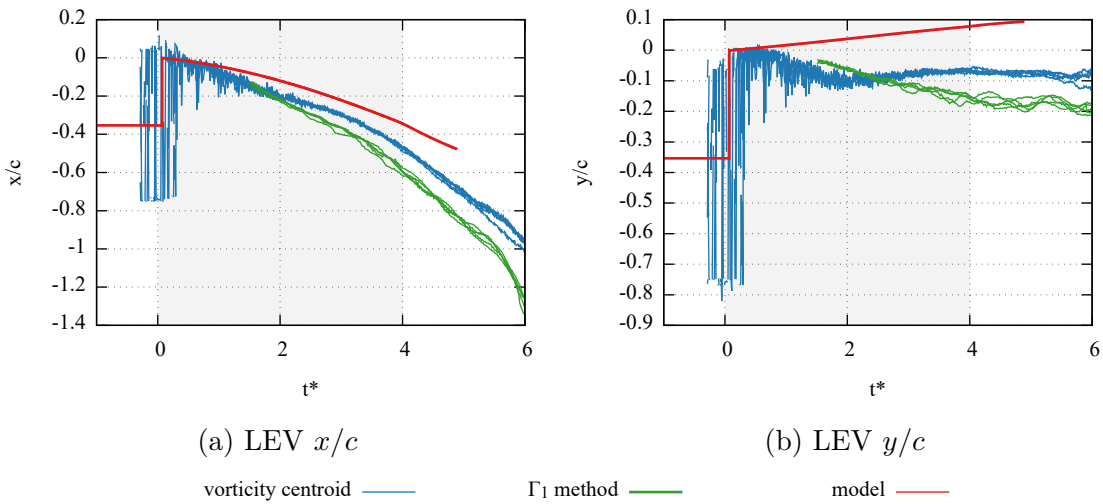 0.2
0
-0.2
-0.4
-0.6
-0.8
-1
-1.2
-1.4
x/c
0 2 4 6
t*
(a) LEV x/c
0.1
0
-0.1
-0.2
-0.3
-0.4
-0.5
-0.6
-0.7
-0.8
-0.9
y/c
0 2 4 6
t*
(b) LEV y/c
vorticity centroid Γ₁ method model